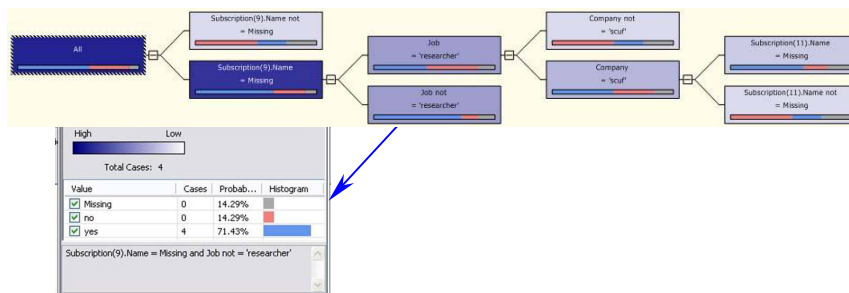 All
Subscription(9).Name not
= Missing
Subscription(9).Name
= Missing
Job
= 'researcher'
Job not
= 'researcher'
Company not
= 'scuf'
Company
= 'scuf'
Subscription(11).Name
= Missing
Subscription(11).Name not
= Missing
High Low
Total Cases: 4
Value Cases Probab... Histogram
Missing 0 14.29%
no 0 14.29%
yes 4 71.43%
Subscription(9).Name = Missing and Job not = 'researcher'